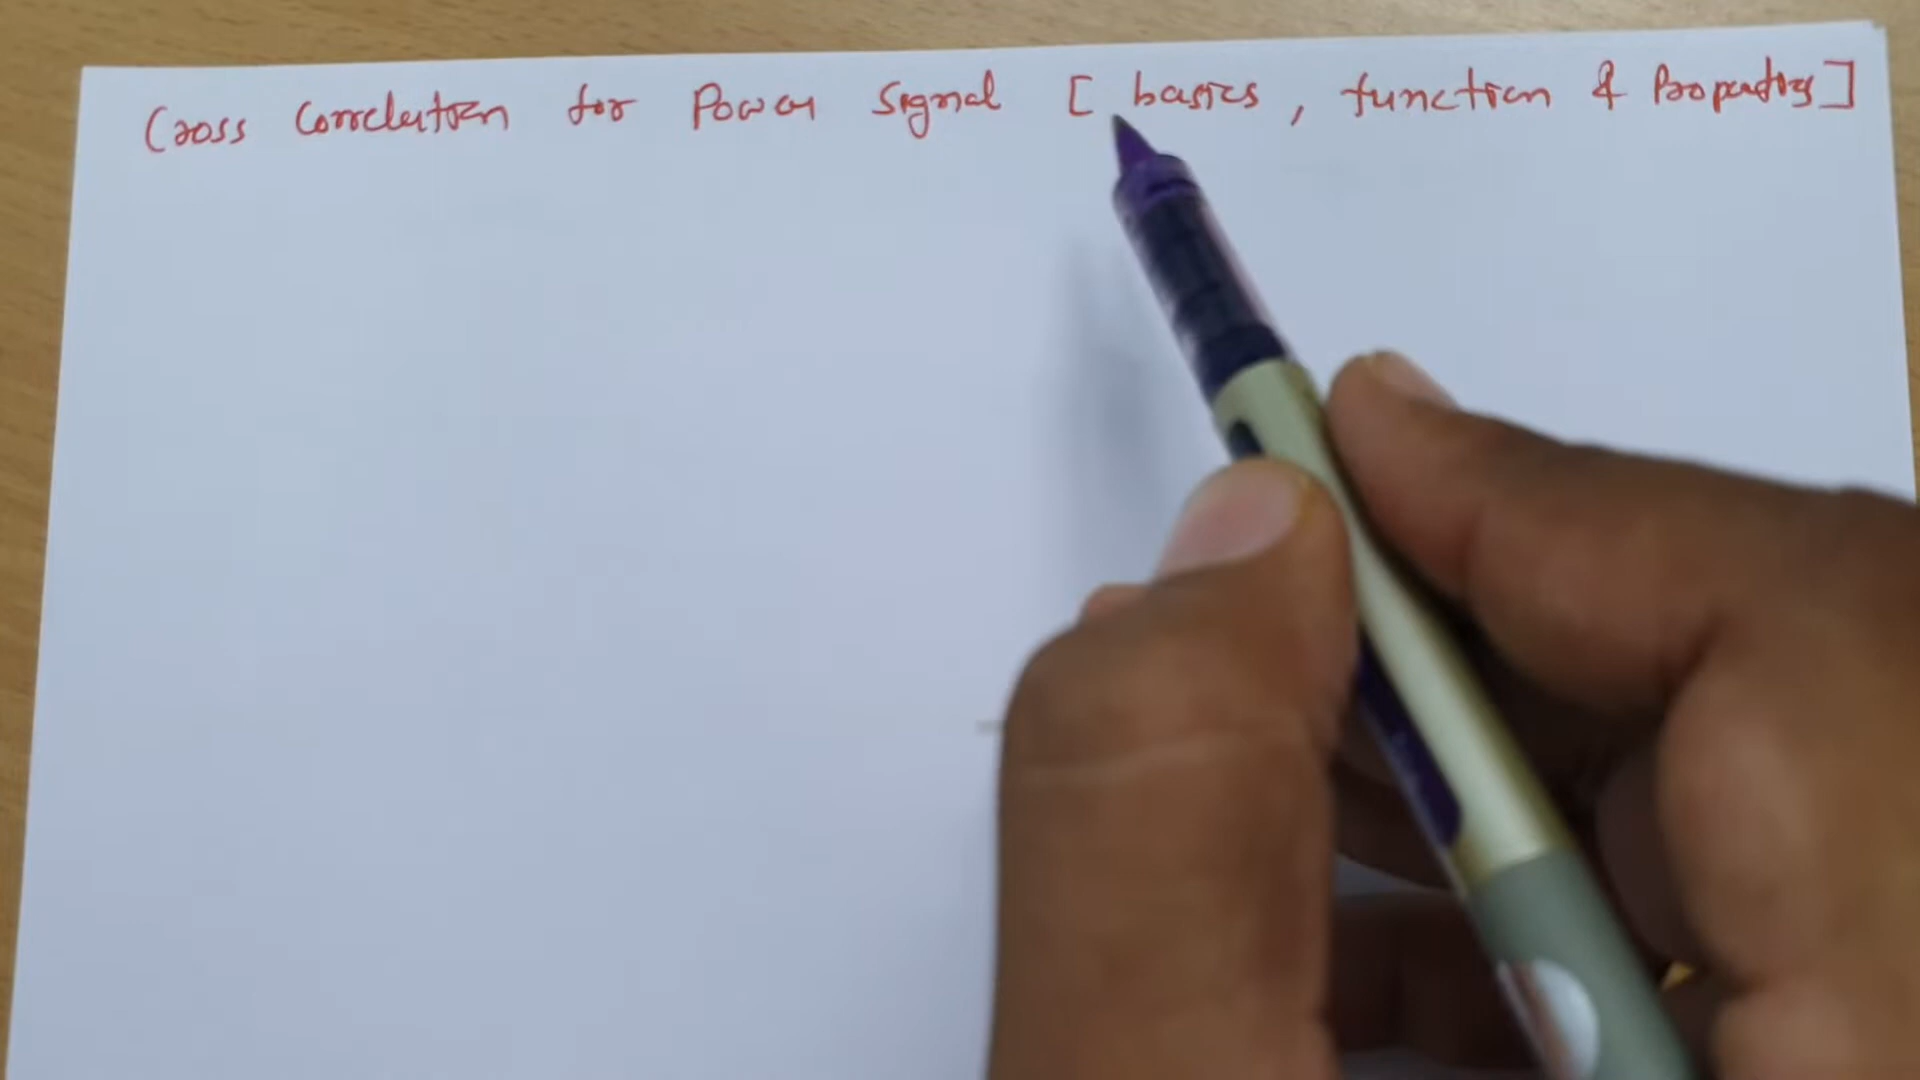 Cross Correlation for Power Signal [ basics , function & Properties ]